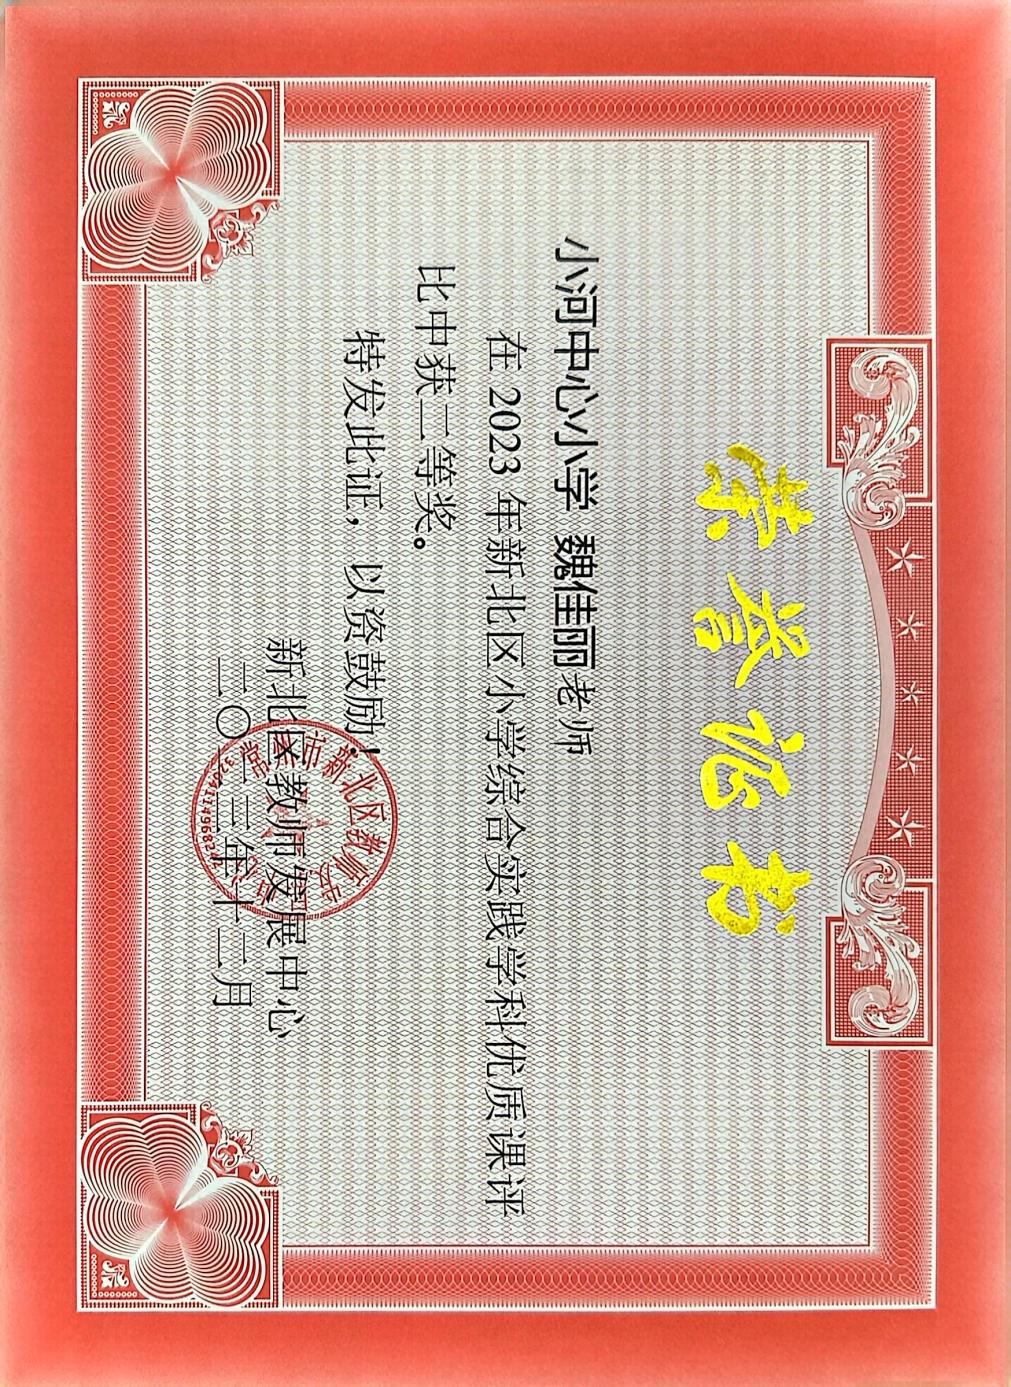 荣誉证书
小河中心小学 魏佳丽老师
在 2023 年新北区小学综合实践学科优质课评
比中获二等奖。
特发此证，以资鼓励！
新北区教师发展中心
二〇二三年十二月